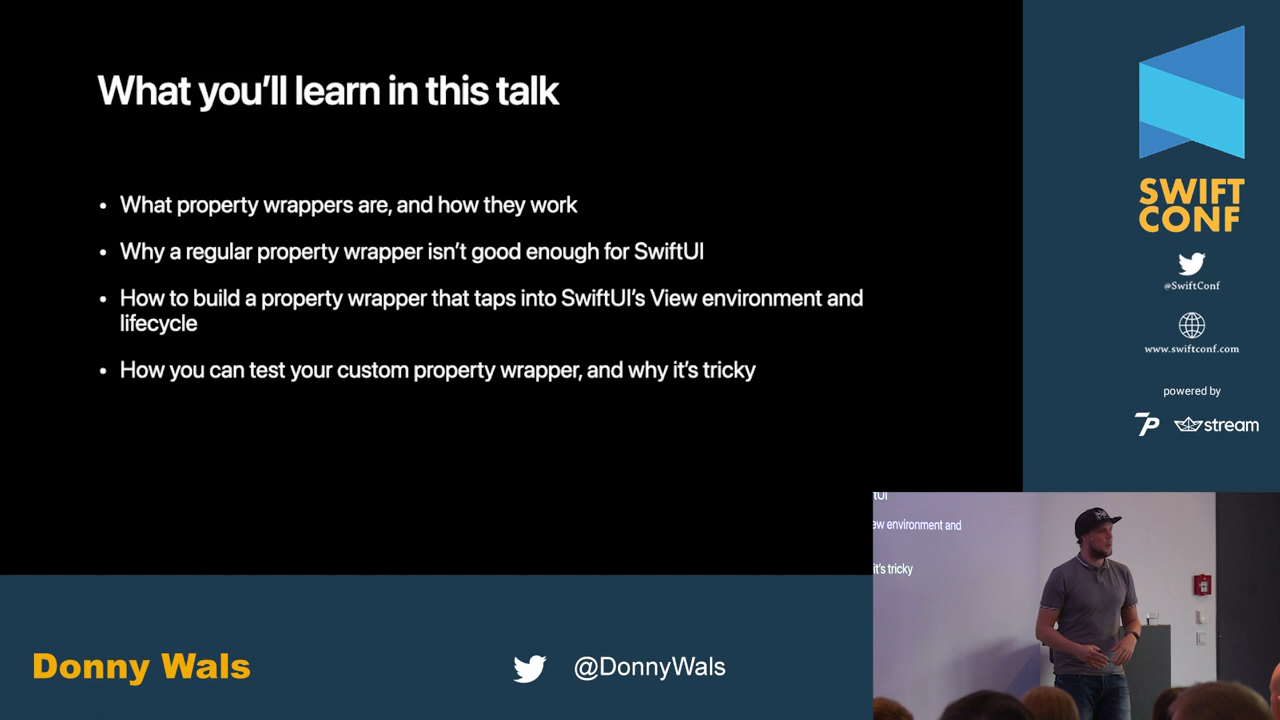 What you'll learn in this talk
• What property wrappers are, and how they work
• Why a regular property wrapper isn't good enough for SwiftUI
• How to build a property wrapper that taps into SwiftUI's View environment and
lifecycle
• How you can test your custom property wrapper, and why it's tricky
SWIFT
CONF
@SwiftConf
www.swiftconf.com
powered by
7P stream
tUI
ew environment and
it's tricky
Donny Wals
@DonnyWals